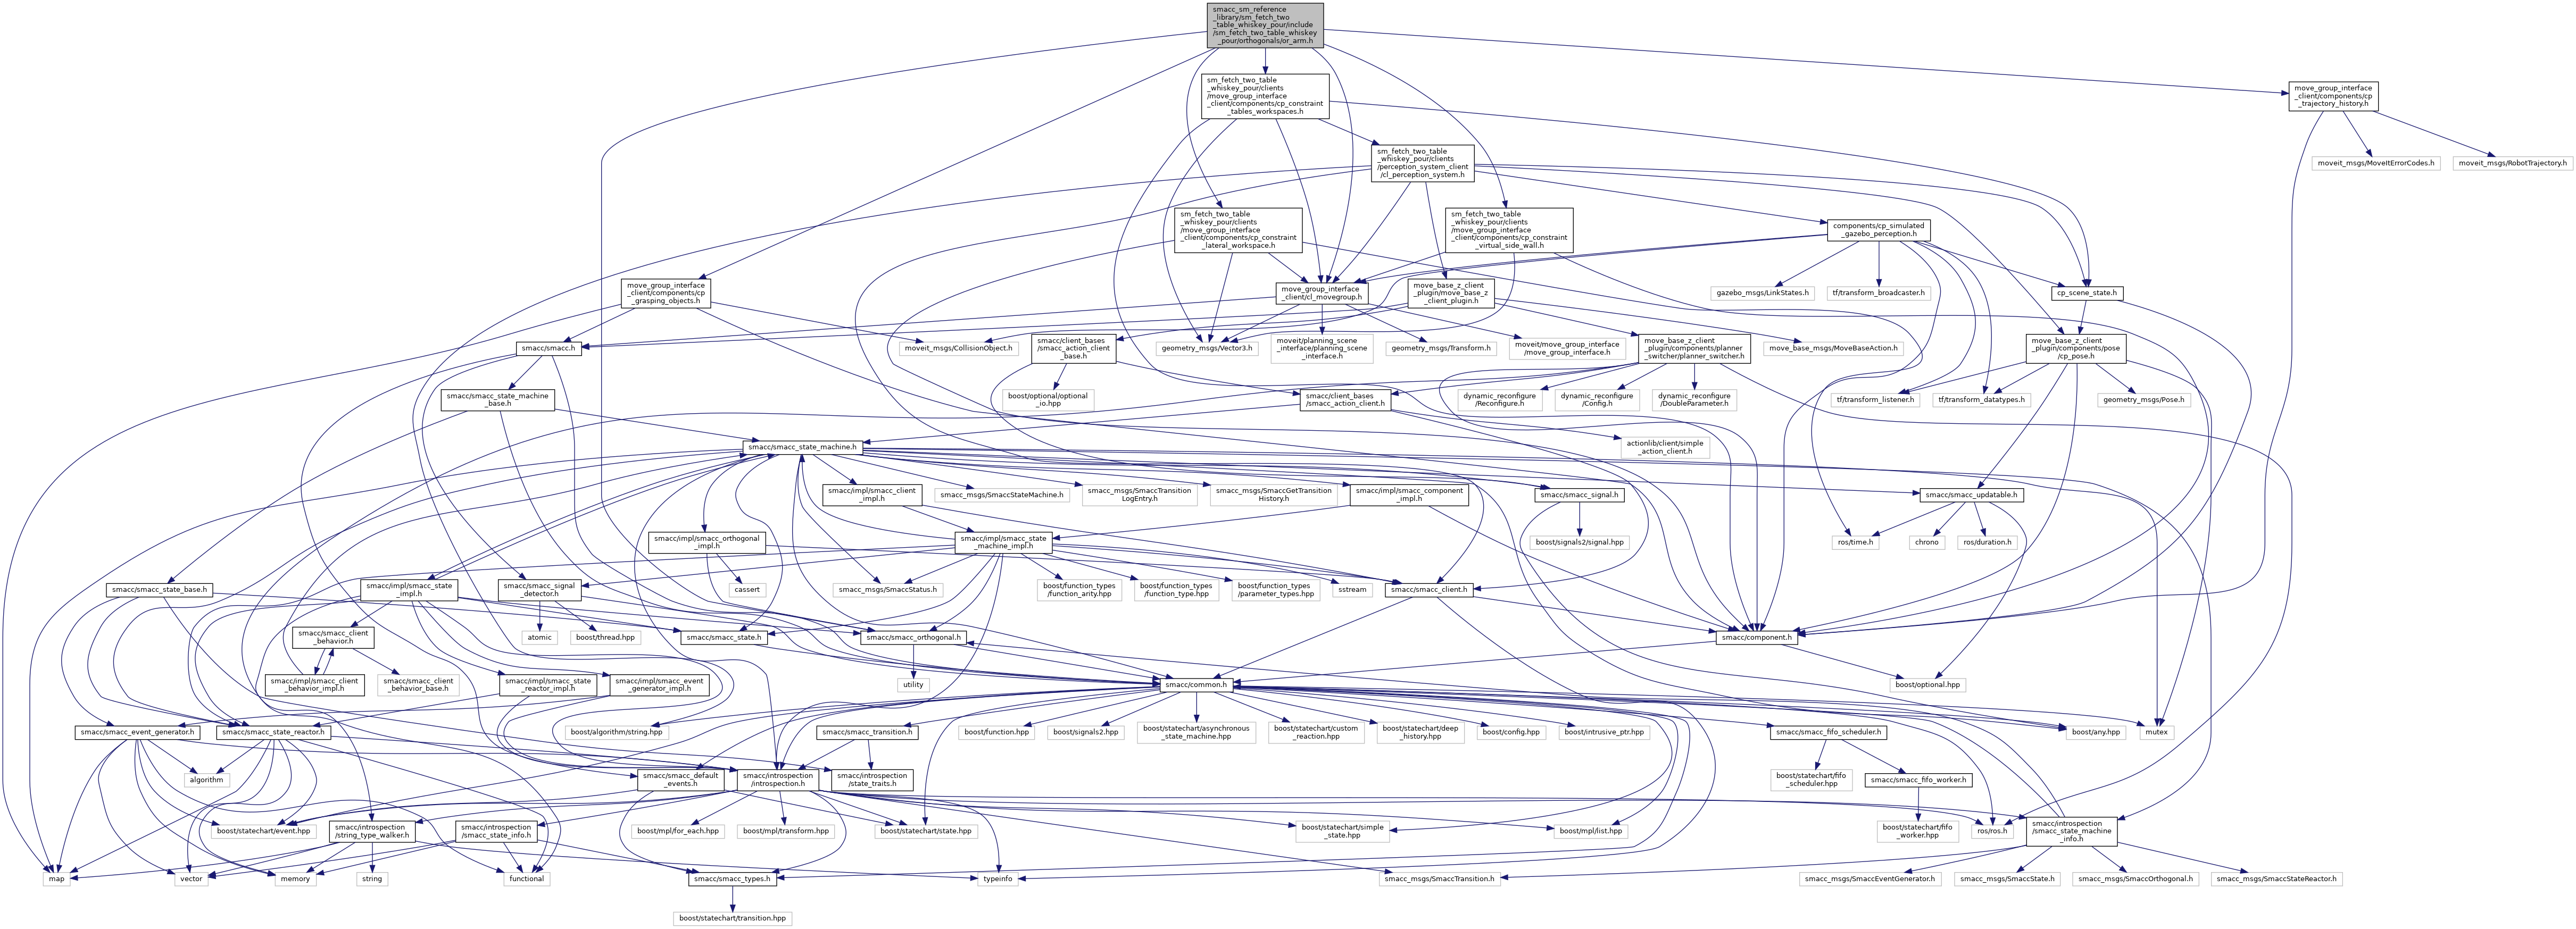 smacc_sm_reference
_library/sm_fetch_two
_table_whiskey_pour/include
/sm_fetch_two_table_whiskey
_pour/orthogonals/or_arm.h
sm_fetch_two_table
_whiskey_pour/clients
/move_group_interface
_client/components/cp_constraint
_tables_workspaces.h
move_group_interface
_client/components/cp
_trajectory_history.h
sm_fetch_two_table
_whiskey_pour/clients
/perception_system_client
/cl_perception_system.h
moveit_msgs/MoveItErrorCodes.h
moveit_msgs/RobotTrajectory.h
sm_fetch_two_table
_whiskey_pour/clients
/move_group_interface
_client/components/cp_constraint
_lateral_workspace.h
sm_fetch_two_table
_whiskey_pour/clients
/move_group_interface
_client/components/cp_constraint
_virtual_side_wall.h
components/cp_simulated
_gazebo_perception.h
move_group_interface
_client/components/cp
_grasping_objects.h
move_group_interface
_client/cl_movegroup.h
move_base_z_client
_plugin/move_base_z
_client_plugin.h
gazebo_msgs/LinkStates.h
tf/transform_broadcaster.h
cp_scene_state.h
smacc/smacc.h
moveit_msgs/CollisionObject.h
smacc/client_bases
/smacc_action_client
_base.h
geometry_msgs/Vector3.h
moveit/planning_scene
_interface/planning_scene
_interface.h
geometry_msgs/Transform.h
moveit/move_group_interface
/move_group_interface.h
move_base_z_client
_plugin/components/planner
_switcher/planner_switcher.h
move_base_msgs/MoveBaseAction.h
move_base_z_client
_plugin/components/pose
/cp_pose.h
smacc/smacc_state_machine
_base.h
boost/optional/optional
_io.hpp
smacc/client_bases
/smacc_action_client.h
dynamic_reconfigure
/Reconfigure.h
dynamic_reconfigure
/Config.h
dynamic_reconfigure
/DoubleParameter.h
tf/transform_listener.h
tf/transform_datatypes.h
geometry_msgs/Pose.h
smacc/smacc_state_machine.h
actionlib/client/simple
_action_client.h
smacc/impl/smacc_client
_impl.h
smacc_msgs/SmaccStateMachine.h
smacc_msgs/SmaccTransition
LogEntry.h
smacc_msgs/SmaccGetTransition
History.h
smacc/impl/smacc_component
_impl.h
smacc/smacc_signal.h
smacc/smacc_updatable.h
smacc/impl/smacc_orthogonal
_impl.h
smacc/impl/smacc_state
_machine_impl.h
boost/signals2/signal.hpp
ros/time.h
chrono
ros/duration.h
smacc/smacc_state_base.h
smacc/impl/smacc_state
_impl.h
smacc/smacc_signal
_detector.h
cassert
smacc_msgs/SmaccStatus.h
boost/function_types
/function_arity.hpp
boost/function_types
/function_type.hpp
boost/function_types
/parameter_types.hpp
sstream
smacc/smacc_client.h
smacc/smacc_client
_behavior.h
atomic
boost/thread.hpp
smacc/smacc_state.h
smacc/smacc_orthogonal.h
smacc/component.h
smacc/impl/smacc_client
_behavior_impl.h
smacc/smacc_client
_behavior_base.h
smacc/impl/smacc_state
_reactor_impl.h
smacc/impl/smacc_event
_generator_impl.h
utility
smacc/common.h
boost/optional.hpp
smacc/smacc_event_generator.h
smacc/smacc_state_reactor.h
boost/algorithm/string.hpp
smacc/smacc_transition.h
boost/function.hpp
boost/signals2.hpp
boost/statechart/asynchronous
_state_machine.hpp
boost/statechart/custom
_reaction.hpp
boost/statechart/deep
_history.hpp
boost/config.hpp
boost/intrusive_ptr.hpp
smacc/smacc_fifo_scheduler.h
boost/any.hpp
mutex
algorithm
smacc/smacc_default
_events.h
smacc/introspection
/introspection.h
smacc/introspection
/state_traits.h
boost/statechart/fifo
_scheduler.hpp
smacc/smacc_fifo_worker.h
boost/statechart/event.hpp
smacc/introspection
/string_type_walker.h
smacc/introspection
/smacc_state_info.h
boost/mpl/for_each.hpp
boost/mpl/transform.hpp
boost/statechart/state.hpp
boost/statechart/simple
_state.hpp
boost/mpl/list.hpp
boost/statechart/fifo
_worker.hpp
ros/ros.h
smacc/introspection
/smacc_state_machine
_info.h
map
vector
memory
string
functional
smacc/smacc_types.h
typeinfo
smacc_msgs/SmaccTransition.h
smacc_msgs/SmaccEventGenerator.h
smacc_msgs/SmaccState.h
smacc_msgs/SmaccOrthogonal.h
smacc_msgs/SmaccStateReactor.h
boost/statechart/transition.hpp